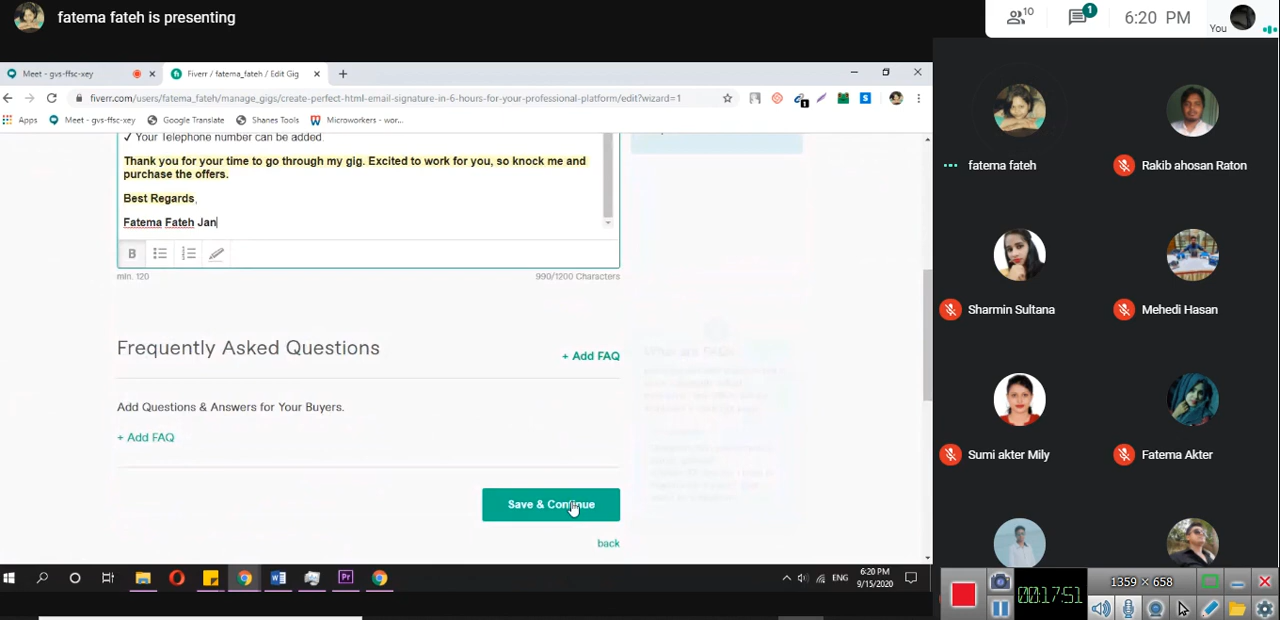 fatema fateh is presenting
10
1
6:20 PM
You
Meet - gvs-ffsc-xey
Fiverr / fatema_fateh / Edit Gig
fiverr.com/users/fatema_fateh/manage_gigs/create-perfect-html-email-signature-in-6-hours-for-your-professional-platform/edit?wizard=1
Apps
Meet - gvs-ffsc-xey
Google Translate
Shanes Tools
Microworkers - wor...
✓ Your Telephone number can be added.
Thank you for your time to go through my gig. Excited to work for you, so knock me and
purchase the offers.
Best Regards,
Fatema Fateh Jan
B
min. 120
990/1200 Characters
Frequently Asked Questions
+ Add FAQ
What are FAQs
Add Questions & Answers for Your Buyers.
+ Add FAQ
Save & Continue
back
fatema fateh
Rakib ahosan Raton
Sharmin Sultana
Mehedi Hasan
Sumi akter Mily
Fatema Akter
ENG
6:20 PM
9/15/2020
1359 × 658
00:17:51